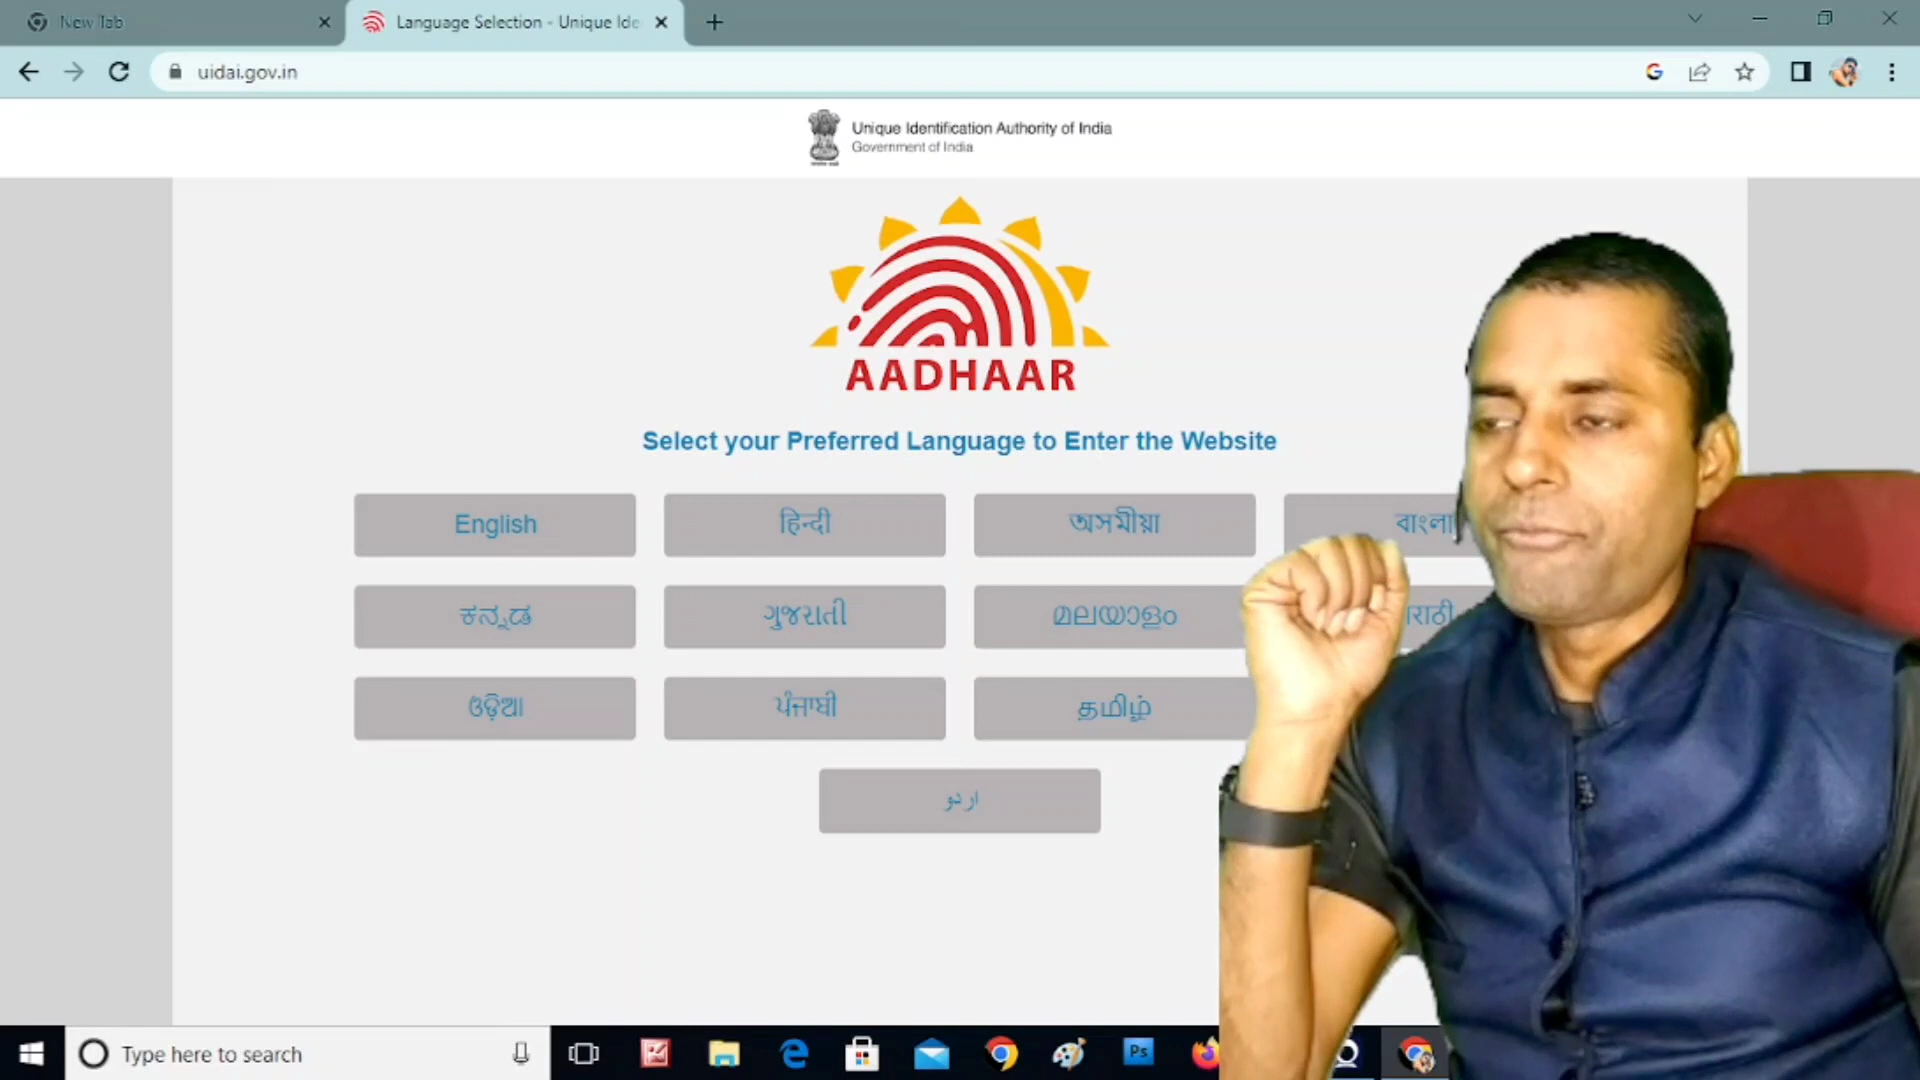 New Tab
Language Selection - Unique Ide
uidai.gov.in
Unique Identification Authority of India
Government of India
AADHAAR
Select your Preferred Language to Enter the Website
English
हिन्दी
অসমীয়া
বাংলা
ಕನ್ನಡ
ગુજરાતી
മലയാളം
ଓଡ଼ିଆ
ਪੰਜਾਬੀ
தமிழ்
اردو
Type here to search
Ps